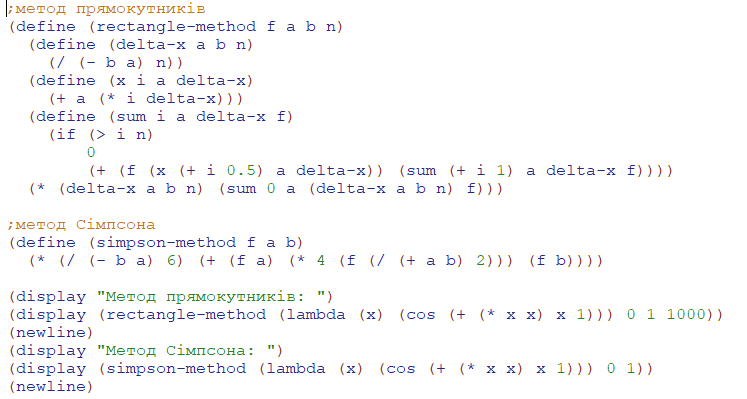 ;метод прямокутників
(define (rectangle-method f a b n)
  (define (delta-x a b n)
    (/ (- b a) n))
  (define (x i a delta-x)
    (+ a (* i delta-x)))
  (define (sum i a delta-x f)
    (if (> i n)
        0
        (+ (f (x (+ i 0.5) a delta-x)) (sum (+ i 1) a delta-x f))))
  (* (delta-x a b n) (sum 0 a (delta-x a b n) f)))

;метод Сімпсона
(define (simpson-method f a b)
  (* (/ (- b a) 6) (+ (f a) (* 4 (f (/ (+ a b) 2))) (f b))))

(display "Метод прямокутників: ")
(display (rectangle-method (lambda (x) (cos (+ (* x x) x 1))) 0 1 1000))
(newline)
(display "Метод Сімпсона: ")
(display (simpson-method (lambda (x) (cos (+ (* x x) x 1))) 0 1))
(newline)